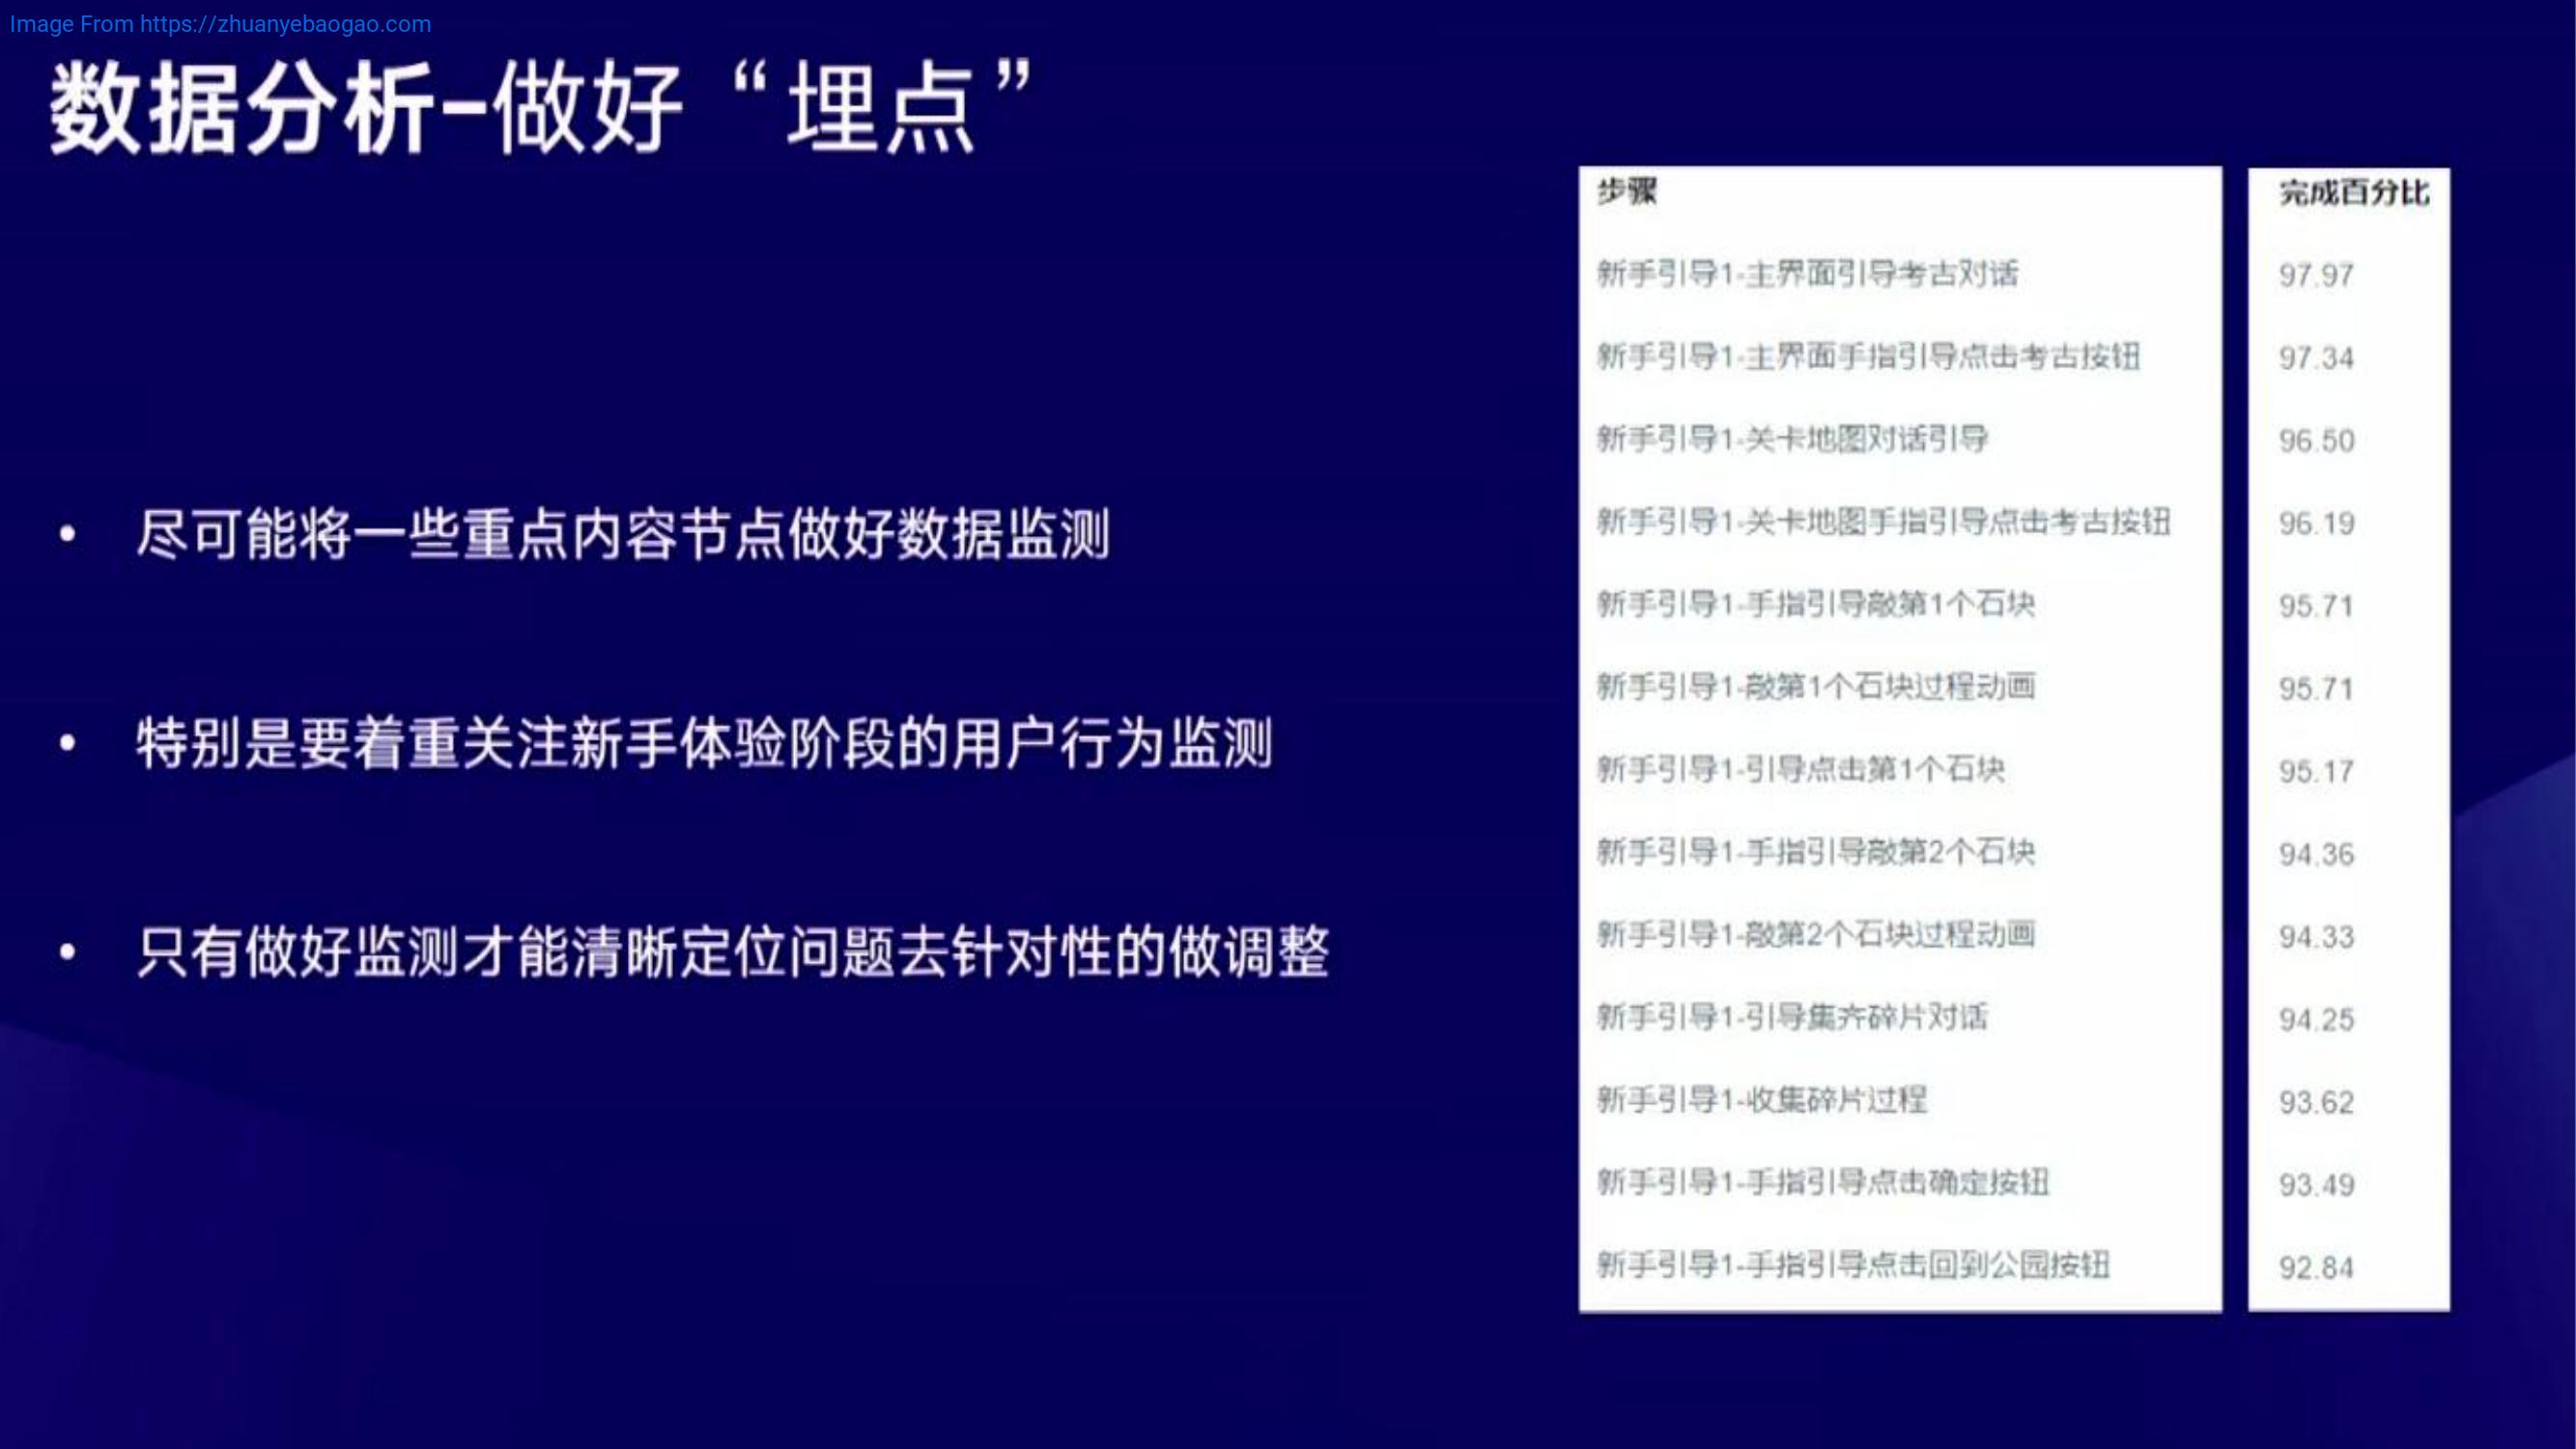 Image From https://zhuanyebaogao.com
数据分析-做好“埋点”
• 尽可能将一些重点内容节点做好数据监测
• 特别是要着重关注新手体验阶段的用户行为监测
• 只有做好监测才能清晰定位问题去针对性的做调整
步骤 完成百分比
新手引导1-主界面引导考古对话 97.97
新手引导1-主界面手指引导点击考古按钮 97.34
新手引导1-关卡地图对话引导 96.50
新手引导1-关卡地图手指引导点击考古按钮 96.19
新手引导1-手指引导敲第1个石块 95.71
新手引导1-敲第1个石块过程动画 95.71
新手引导1-引导点击第1个石块 95.17
新手引导1-手指引导敲第2个石块 94.36
新手引导1-敲第2个石块过程动画 94.33
新手引导1-引导集齐碎片对话 94.25
新手引导1-收集碎片过程 93.62
新手引导1-手指引导点击确定按钮 93.49
新手引导1-手指引导点击回到公园按钮 92.84